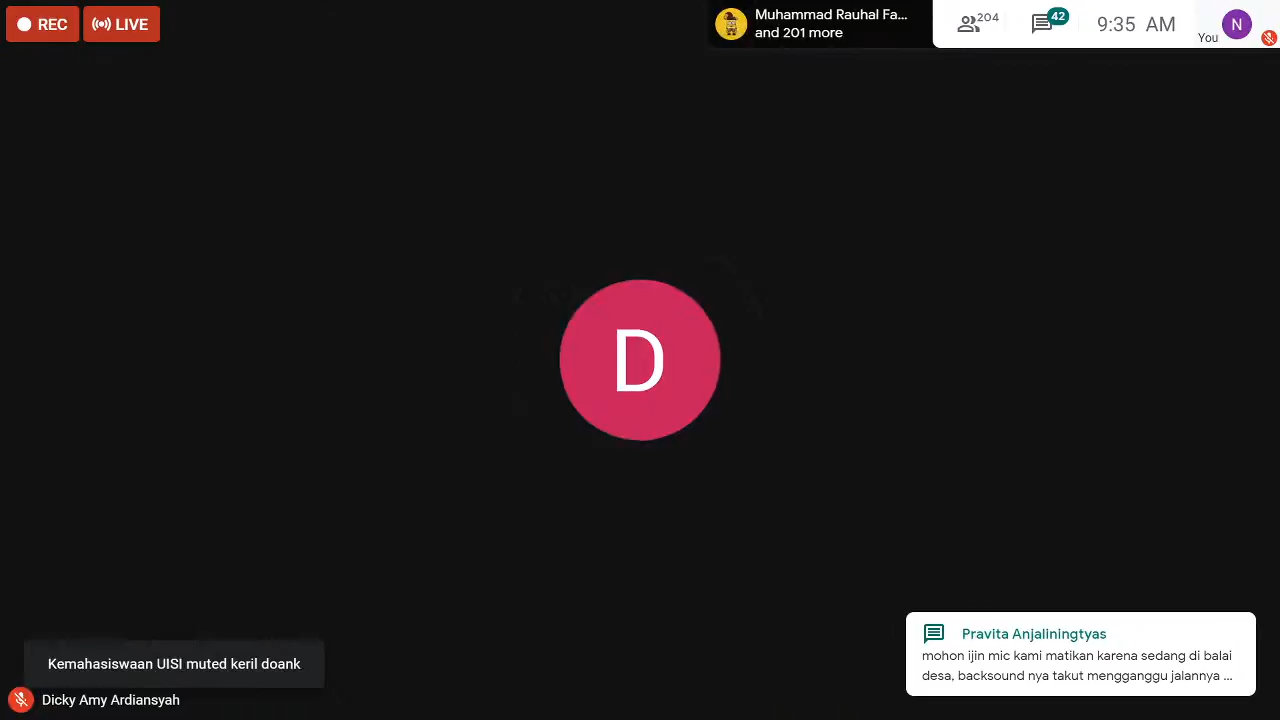 REC
LIVE
Muhammad Rauhal Fa...
and 201 more
204
42
9:35 AM
You
N
D
Kemahasiswaan UISI muted keril doank
Dicky Amy Ardiansyah
Pravita Anjaliningtyas
mohon ijin mic kami matikan karena sedang di balai
desa, backsound nya takut mengganggu jalannya ...